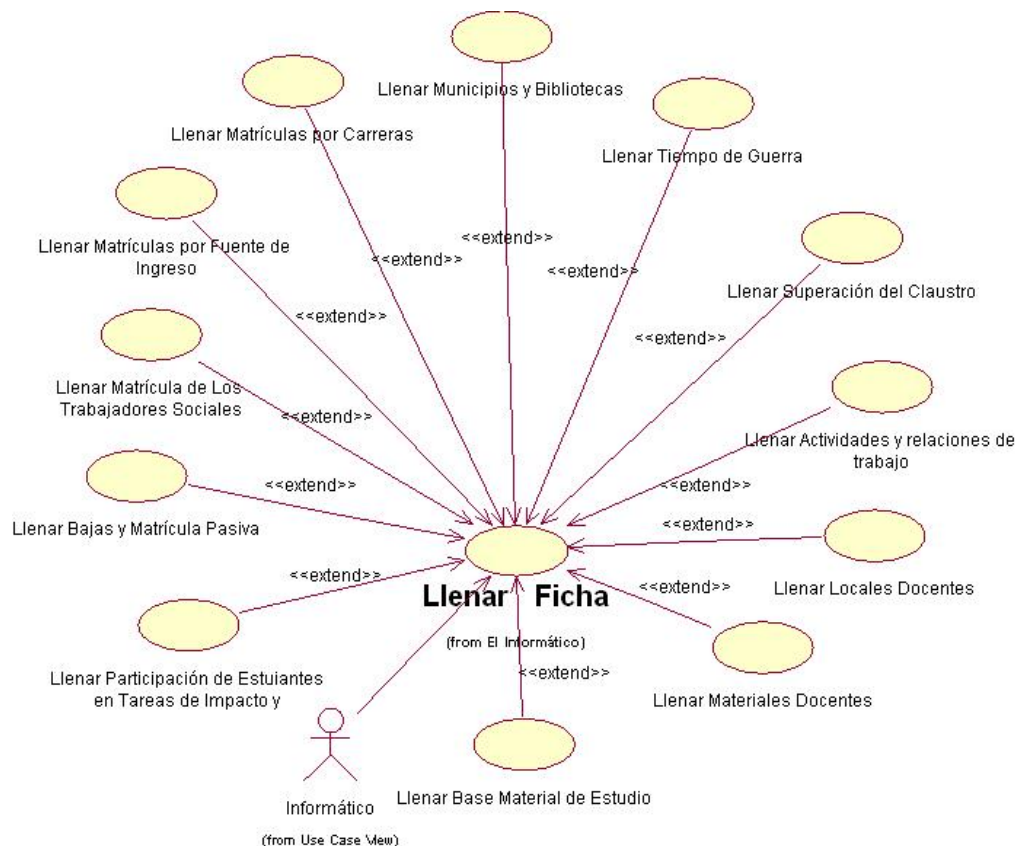 Llenar Municipios y Bibliotecas
Llenar Matrículas por Carreras
Llenar Tiempo de Guerra
Llenar Matrículas por Fuente de
Ingreso
<<extend>>
<<extend>>
<<extend>>
Llenar Superación del Claustro
<<extend>>
<<extend>>
Llenar Matrícula de Los
Trabajadores Sociales
<<extend>>
Llenar Actividades y relaciones de
trabajo
<<extend>>
<<extend>>
Llenar Bajas y Matrícula Pasiva
<<extend>>
<<extend>>
Llenar Ficha
(from El Informático)
<<extend>>
Llenar Locales Docentes
Llenar Participación de Estuiantes
en Tareas de Impacto y
<<extend>>
Llenar Materiales Docentes
Llenar Base Material de Estudio
Informático
(from Use Case View)